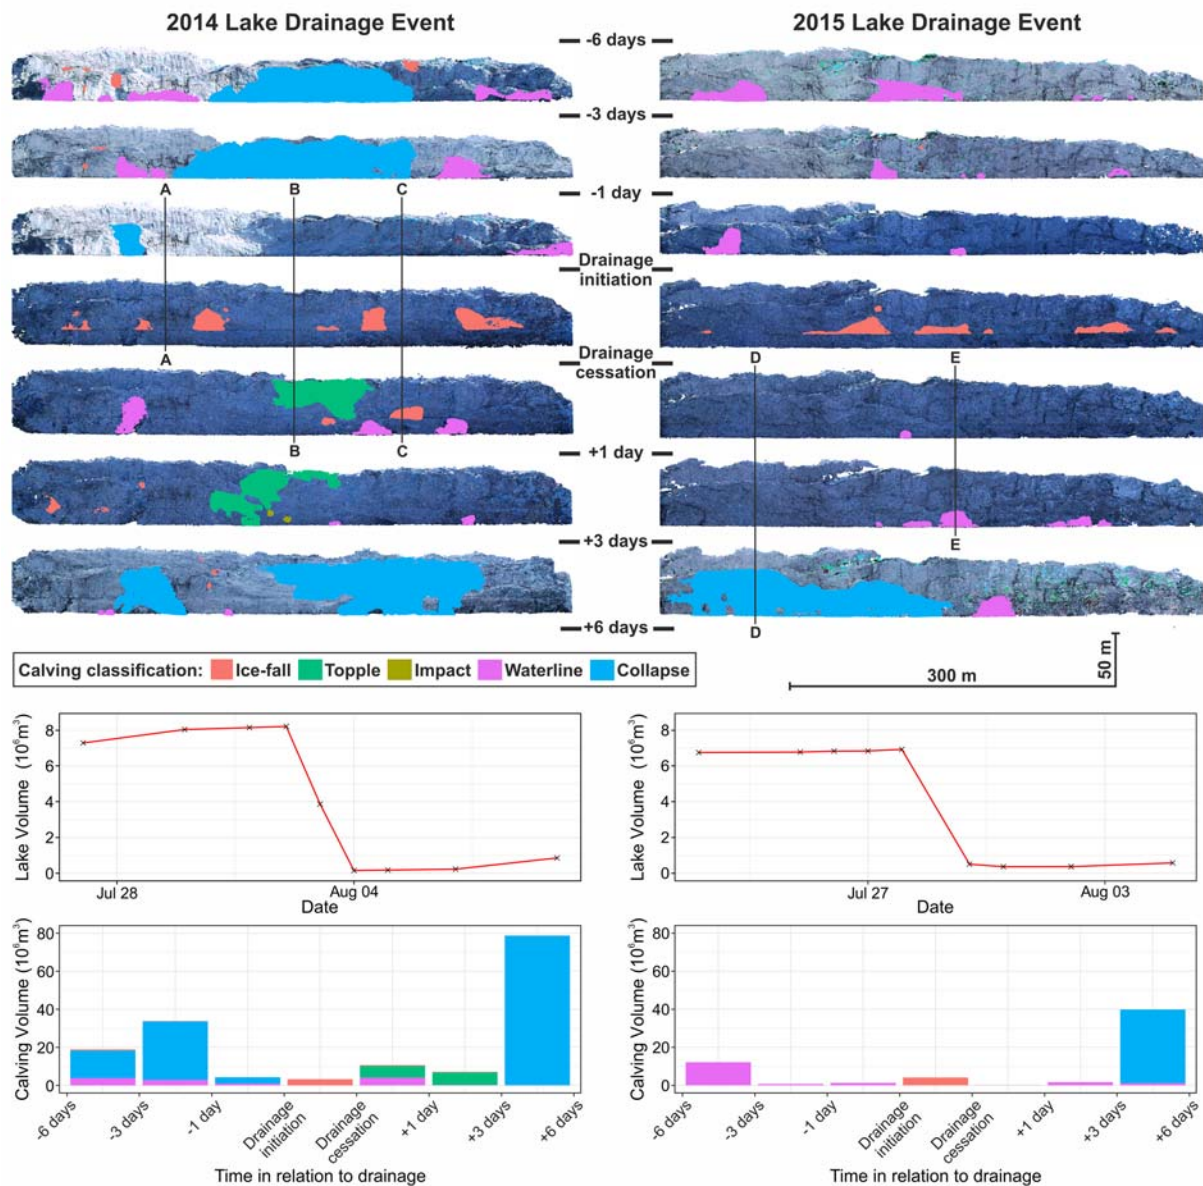 2014 Lake Drainage Event
2015 Lake Drainage Event
-6 days
-3 days
A
B
C
-1 day
Drainage
initiation
A
D
E
Drainage
cessation
B
C
+1 day
E
+3 days
D
+6 days
Calving classification: Ice-fall Topple Impact Waterline Collapse
300 m
50 m
Lake Volume (10⁶m³)
8
6
4
2
0
Jul 28
Aug 04
Date
Lake Volume (10⁶m³)
8
6
4
2
0
Jul 27
Aug 03
Date
Calving Volume (10⁶m³)
80
60
40
20
0
-6 days
-3 days
-1 day
Drainage
initiation
Drainage
cessation
+1 day
+3 days
+6 days
Time in relation to drainage
Calving Volume (10⁶m³)
80
60
40
20
0
-6 days
-3 days
-1 day
Drainage
initiation
Drainage
cessation
+1 day
+3 days
+6 days
Time in relation to drainage